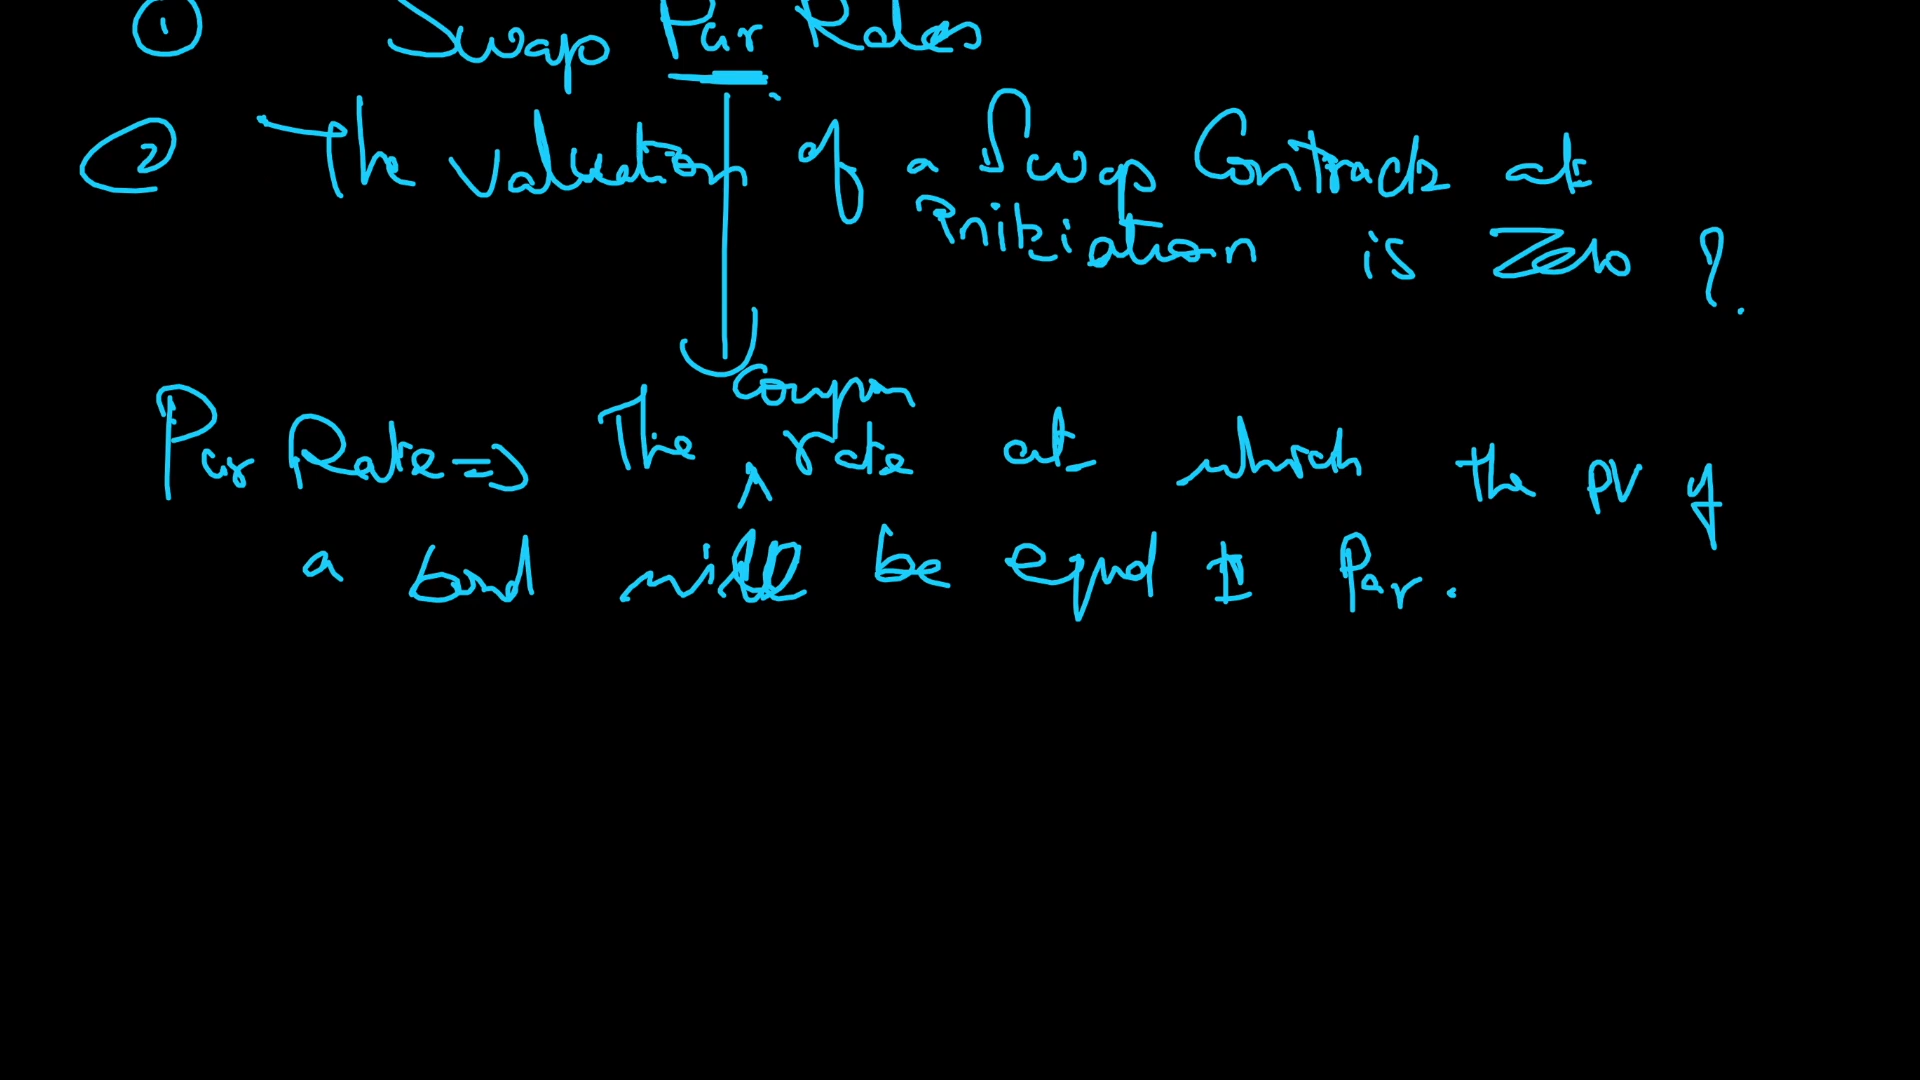 ① Swap Par Rates
② The valuation of a Swap Contract at
initiation is Zero ?
Coupon
Par Rate => The ^ rate at which the PV of
a bond will be equal to Par.